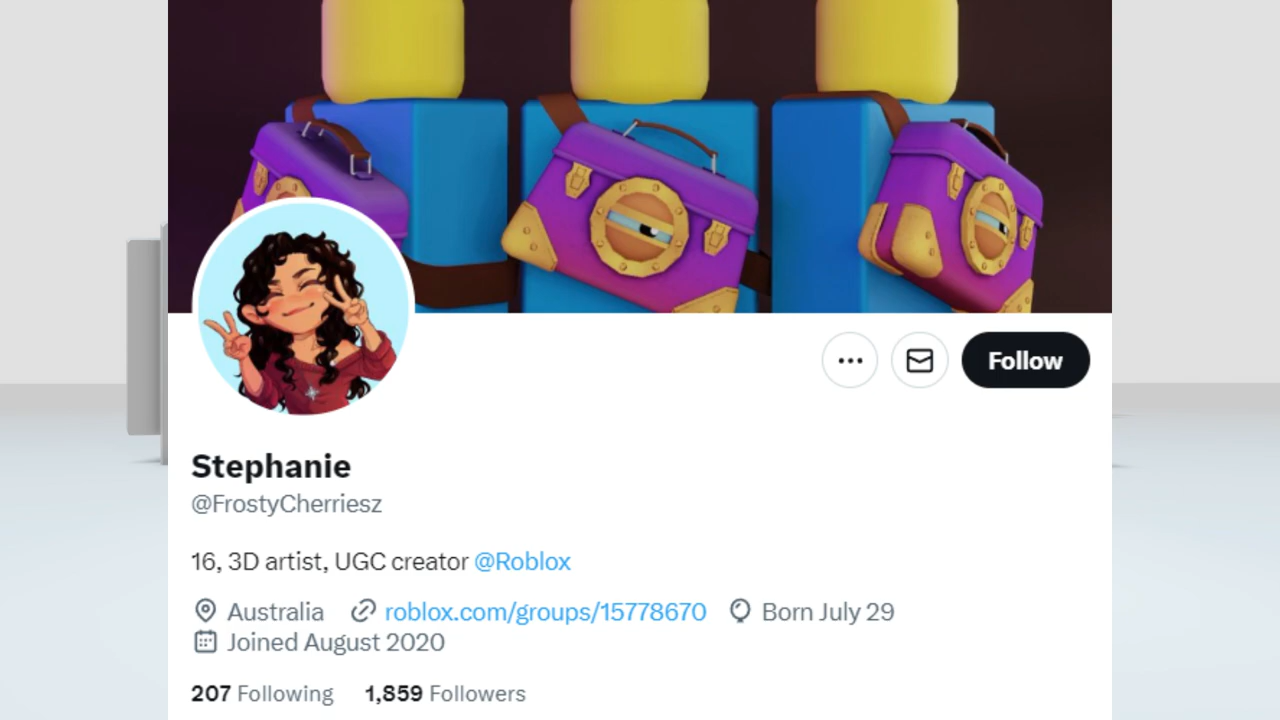 Follow
Stephanie
@FrostyCherriesz
16, 3D artist, UGC creator @Roblox
Australia roblox.com/groups/15778670 Born July 29
Joined August 2020
207 Following 1,859 Followers